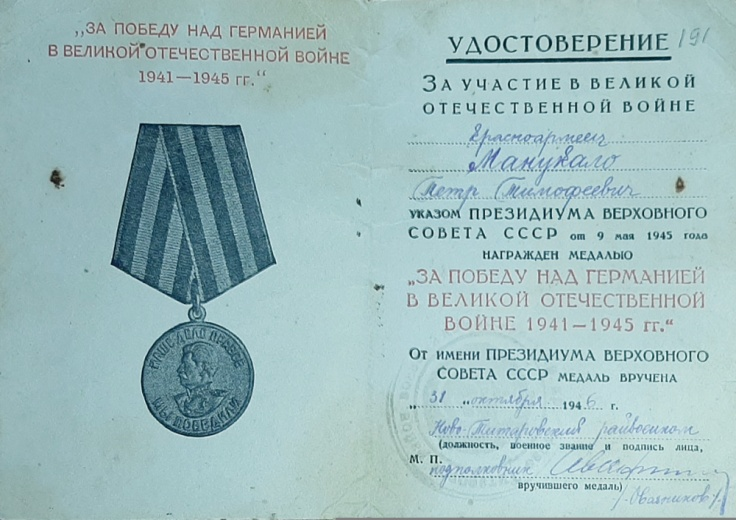 „ЗА ПОБЕДУ НАД ГЕРМАНИЕЙ
В ВЕЛИКОЙ ОТЕЧЕСТВЕННОЙ ВОЙНЕ
1941—1945 гг.“
НАШЕ ДЕЛО ПРАВОЕ
МЫ ПОБЕДИЛИ
УДОСТОВЕРЕНИЕ 191
ЗА УЧАСТИЕ В ВЕЛИКОЙ
ОТЕЧЕСТВЕННОЙ ВОЙНЕ
Красноармеец
Манукало
Петр Тимофеевич
УКАЗОМ ПРЕЗИДИУМА ВЕРХОВНОГО
СОВЕТА СССР от 9 мая 1945 года
НАГРАЖДЕН МЕДАЛЬЮ
„ЗА ПОБЕДУ НАД ГЕРМАНИЕЙ
В ВЕЛИКОЙ ОТЕЧЕСТВЕННОЙ
ВОЙНЕ 1941—1945 гг.“
ОТ ИМЕНИ ПРЕЗИДИУМА ВЕРХОВНОГО
СОВЕТА СССР МЕДАЛЬ ВРУЧЕНА
„31 „ октября 1946 г.
Ново-Титаровский райвоенком
(должность, военное звание и подпись лица,
М. П.
подполковник
вручившего медаль) /Овчинников/